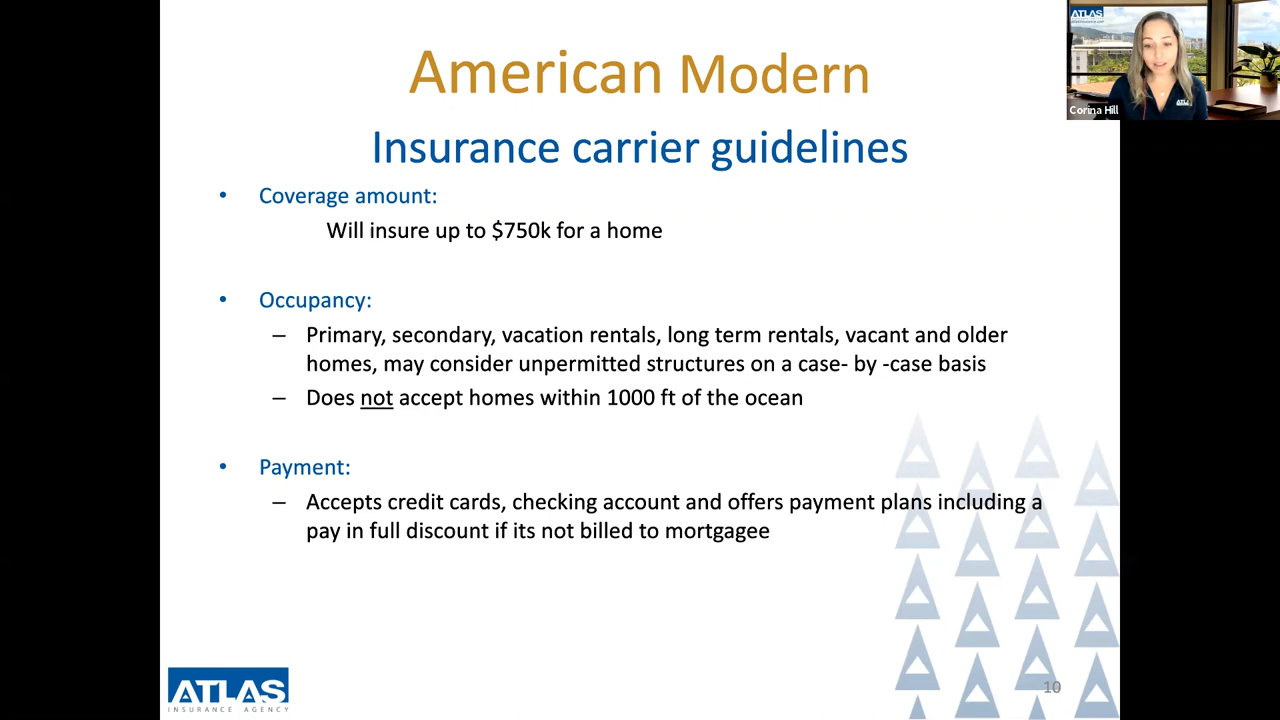 American Modern
Insurance carrier guidelines
• Coverage amount:
Will insure up to $750k for a home
• Occupancy:
– Primary, secondary, vacation rentals, long term rentals, vacant and older
homes, may consider unpermitted structures on a case- by -case basis
– Does not accept homes within 1000 ft of the ocean
• Payment:
– Accepts credit cards, checking account and offers payment plans including a
pay in full discount if its not billed to mortgagee
ATLAS
INSURANCE AGENCY
10
ATLAS
Corina Hill